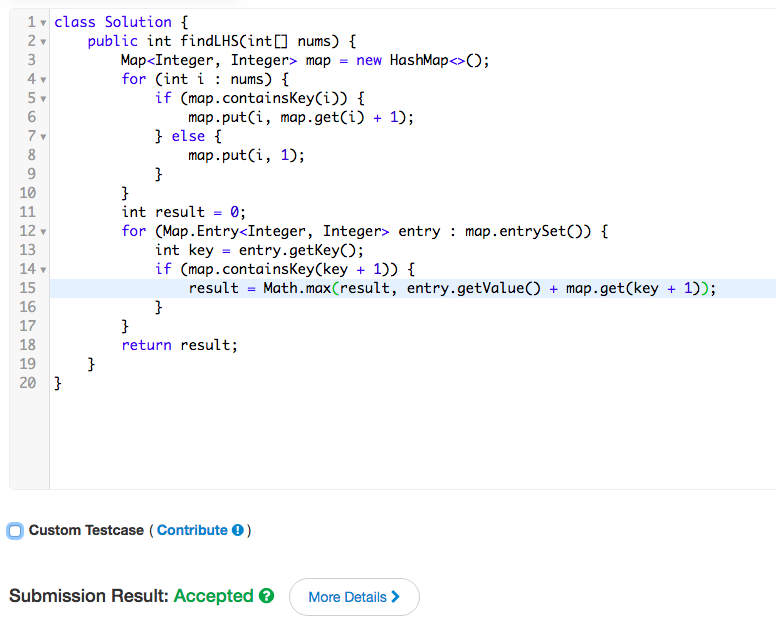 1 class Solution {
2 public int findLHS(int[] nums) {
3 Map<Integer, Integer> map = new HashMap<>();
4 for (int i : nums) {
5 if (map.containsKey(i)) {
6 map.put(i, map.get(i) + 1);
7 } else {
8 map.put(i, 1);
9 }
10 }
11 int result = 0;
12 for (Map.Entry<Integer, Integer> entry : map.entrySet()) {
13 int key = entry.getKey();
14 if (map.containsKey(key + 1)) {
15 result = Math.max(result, entry.getValue() + map.get(key + 1));
16 }
17 }
18 return result;
19 }
20 }
Custom Testcase ( Contribute )
Submission Result: Accepted
More Details